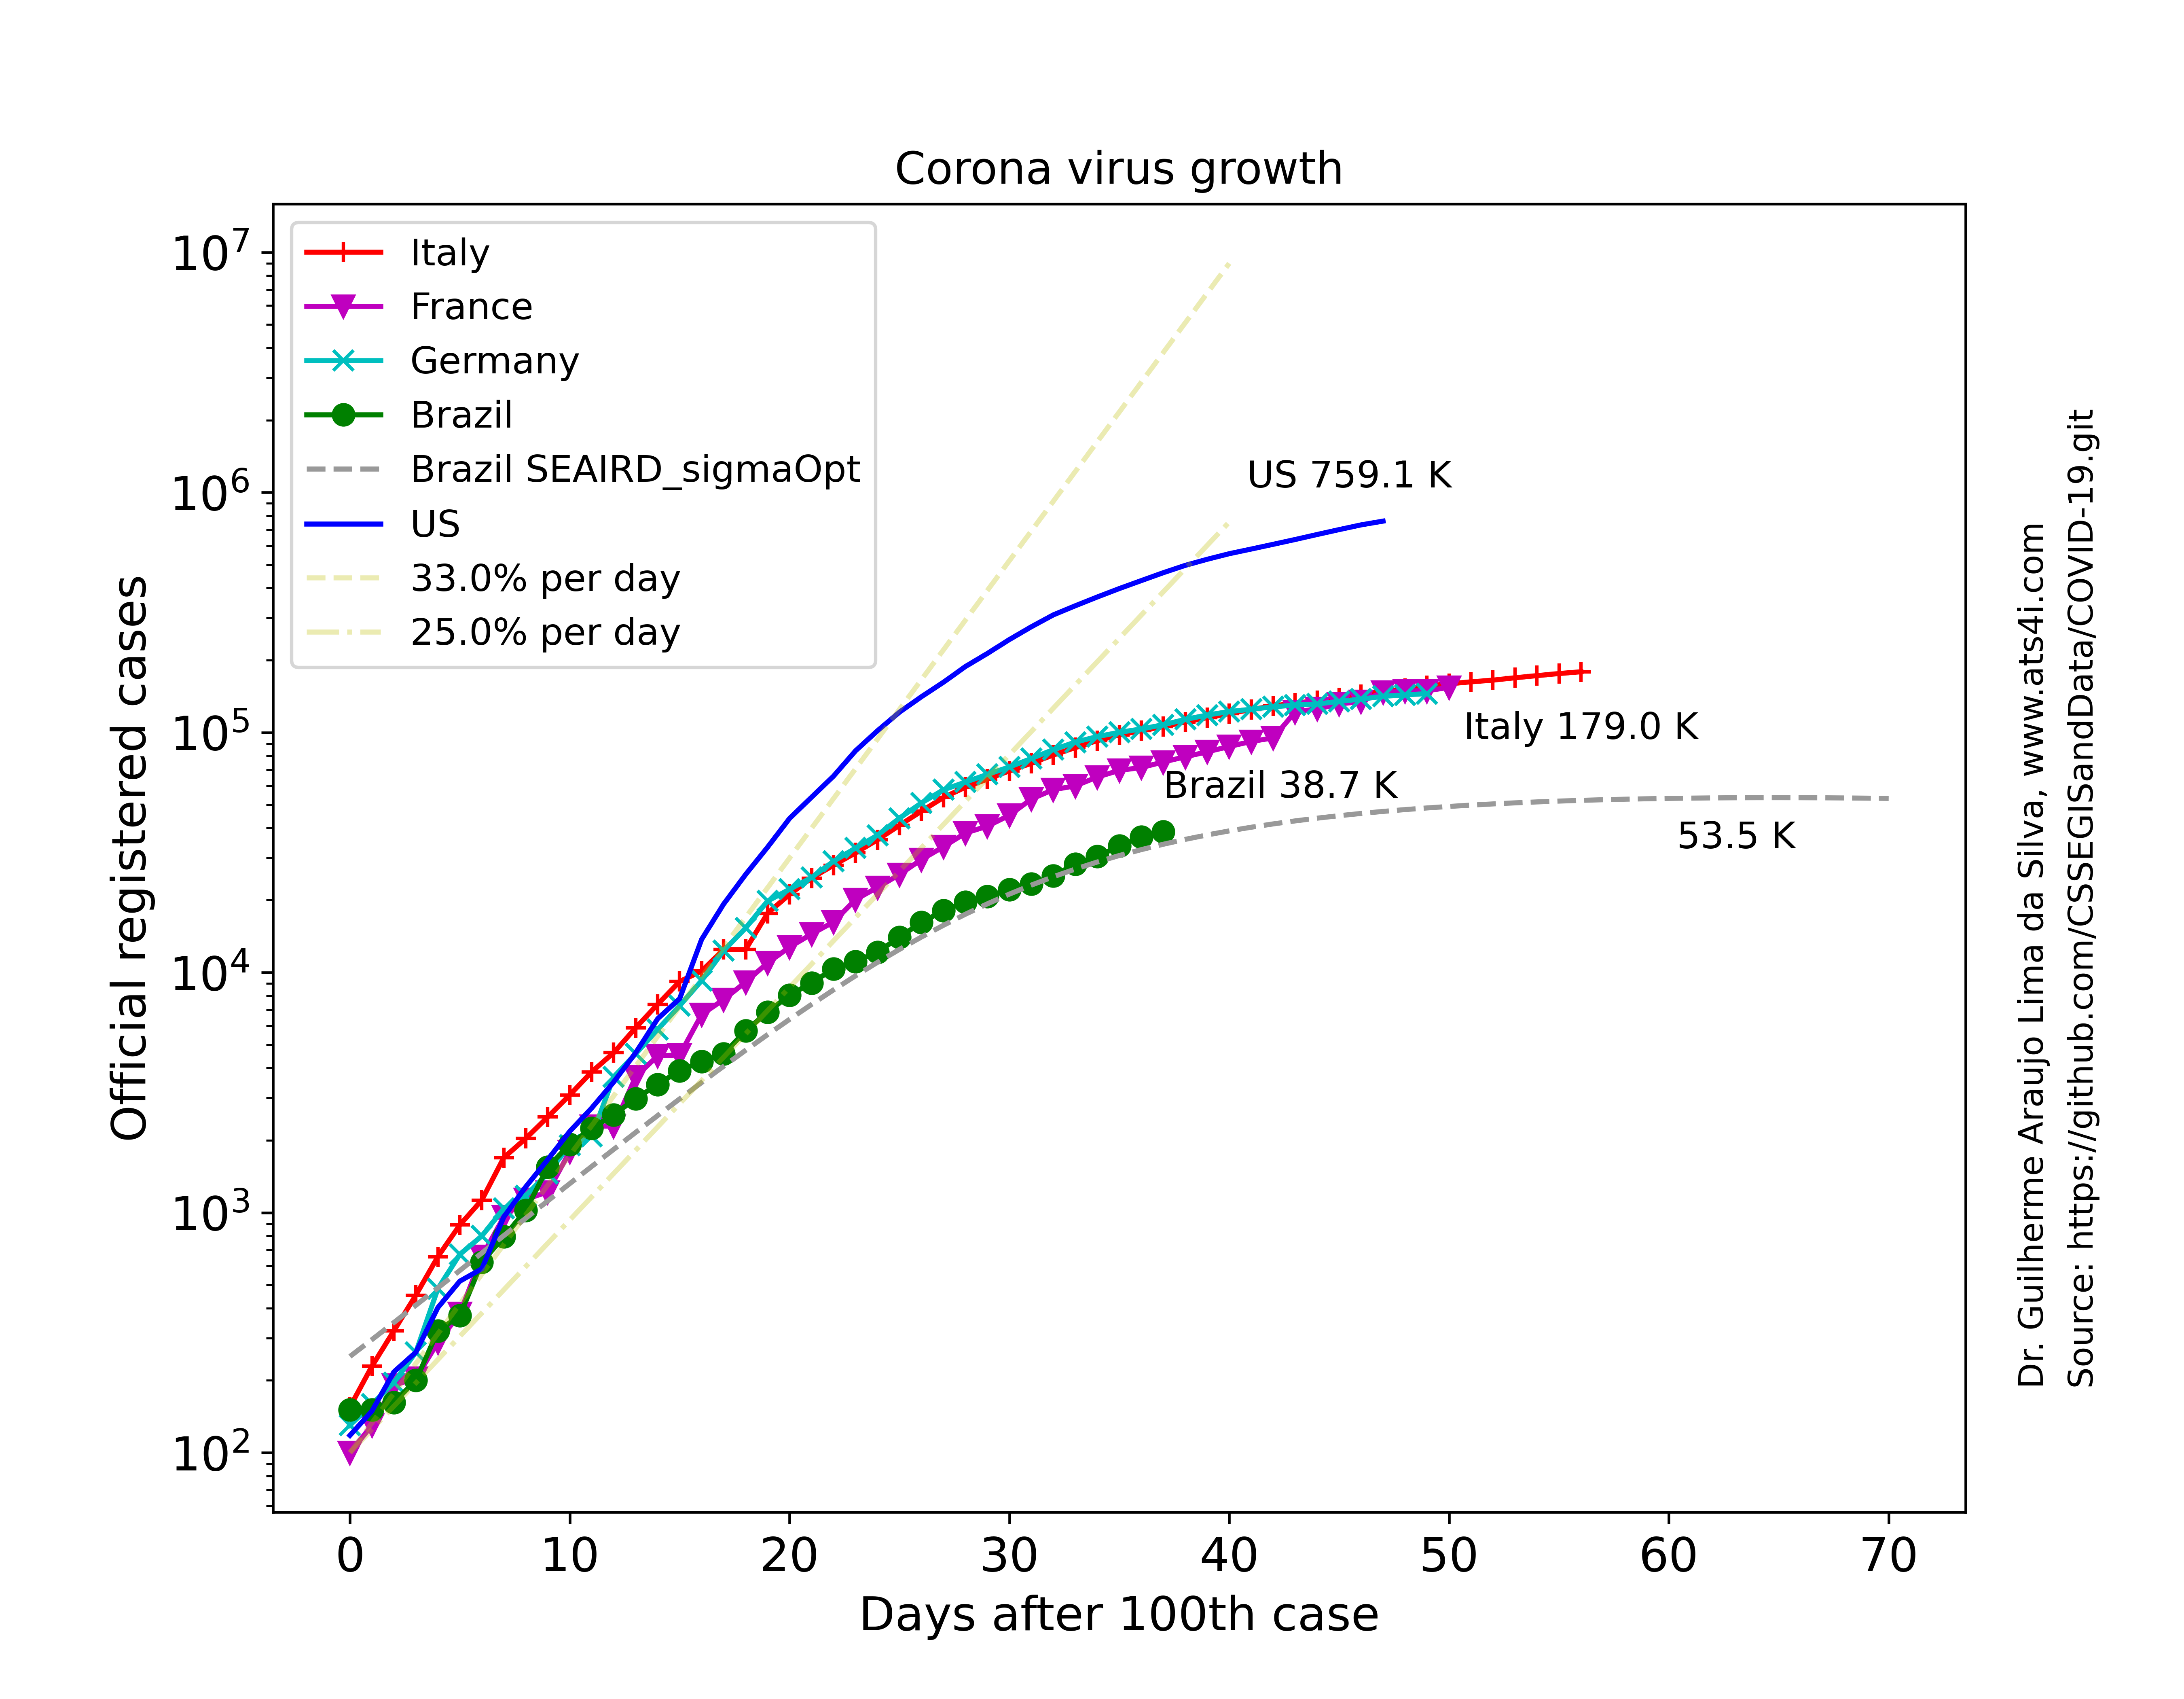 Corona virus growth
Official registered cases
10^7
10^6
10^5
10^4
10^3
10^2
Italy
France
Germany
Brazil
Brazil SEAIRD_sigmaOpt
US
33.0% per day
25.0% per day
US 759.1 K
Italy 179.0 K
Brazil 38.7 K
53.5 K
0 10 20 30 40 50 60 70
Days after 100th case
Dr. Guilherme Araujo Lima da Silva, www.ats4i.com
Source: https://github.com/CSSEGISandData/COVID-19.git